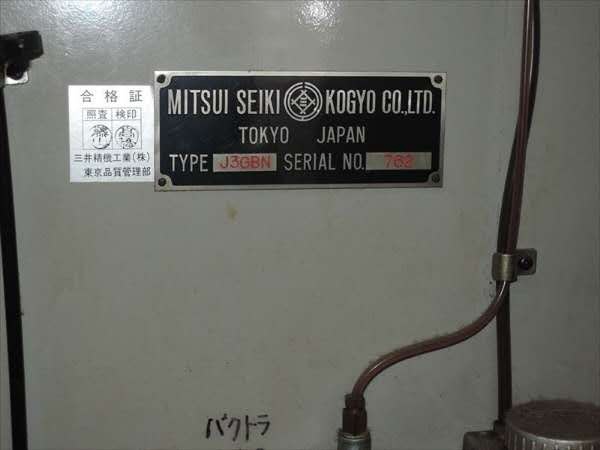 合格証
照査 検印
三井精機工業(株)
東京品質管理部
MITSUI SEIKI KOGYO CO.,LTD.
TOKYO JAPAN
TYPE J3GBN SERIAL NO. 762
バクトラ